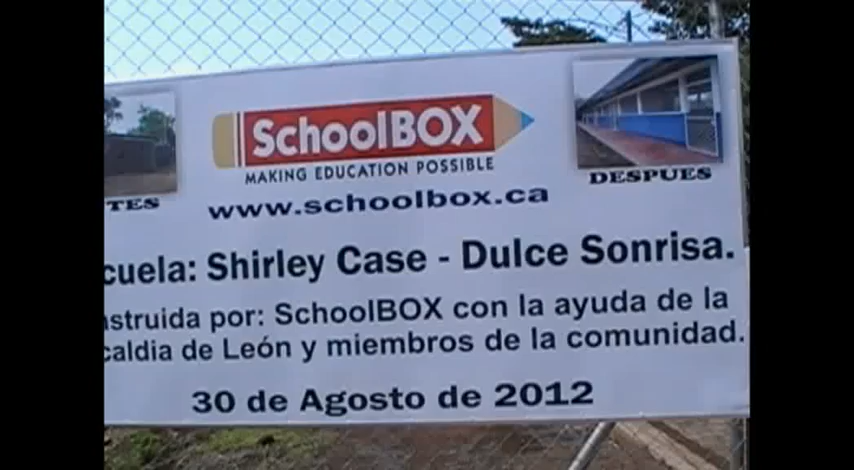 SchoolBOX
MAKING EDUCATION POSSIBLE
TES
DESPUES
www.schoolbox.ca
cuela: Shirley Case - Dulce Sonrisa.
nstruida por: SchoolBOX con la ayuda de la
caldia de León y miembros de la comunidad.
30 de Agosto de 2012